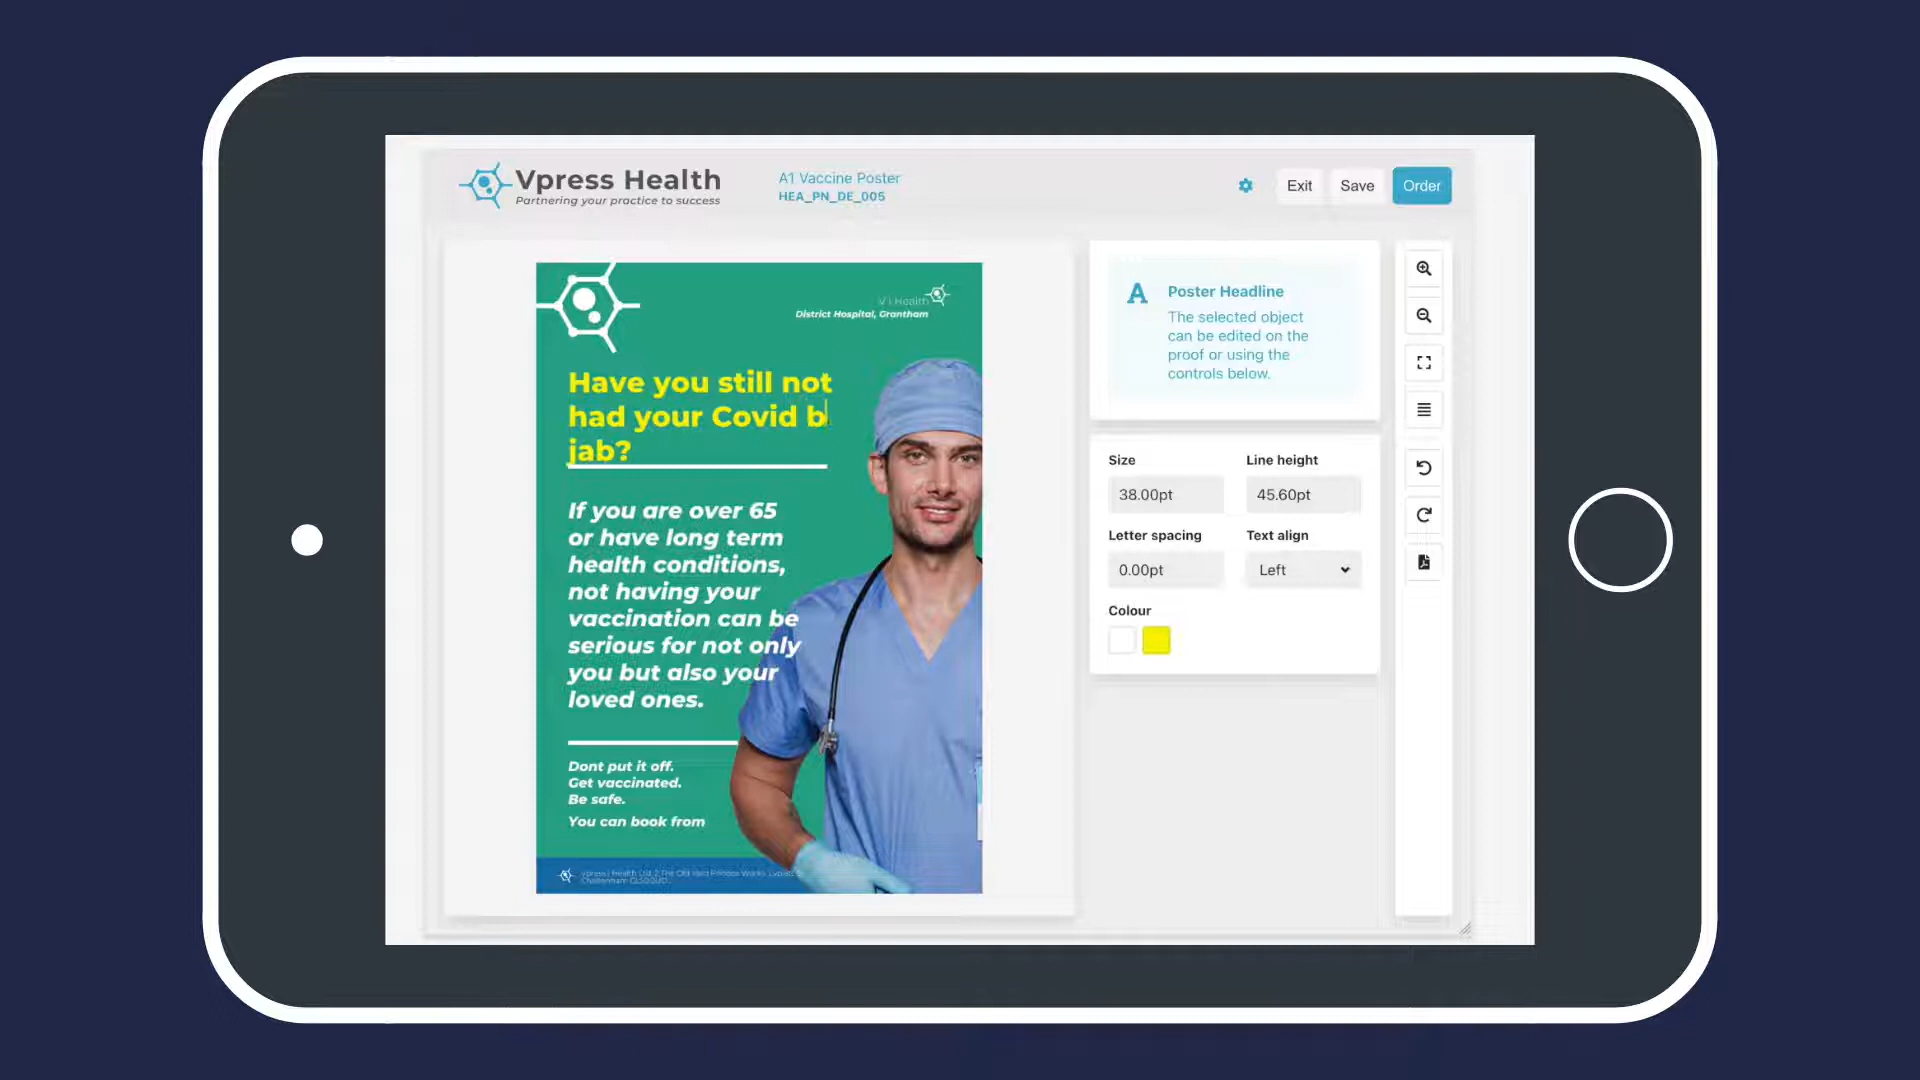 Vpress Health
Partnering your practice to success
A1 Vaccine Poster
HEA_PN_DE_005
Exit
Save
Order
Health
District Hospital, Grantham
Have you still not
had your Covid b
jab?
If you are over 65
or have long term
health conditions,
not having your
vaccination can be
serious for not only
you but also your
loved ones.
Dont put it off.
Get vaccinated.
Be safe.
You can book from
A
Poster Headline
The selected object
can be edited on the
proof or using the
controls below.
Size
Line height
38.00pt
45.60pt
Letter spacing
Text align
0.00pt
Left
Colour